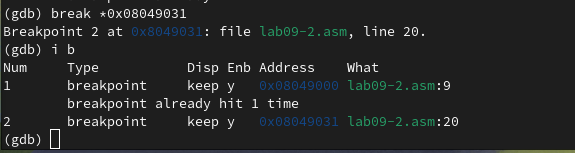 (gdb) break *0x08049031
Breakpoint 2 at 0x8049031: file lab09-2.asm, line 20.
(gdb) i b
Num     Type           Disp Enb Address    What
1       breakpoint     keep y   0x08049000 lab09-2.asm:9
        breakpoint already hit 1 time
2       breakpoint     keep y   0x08049031 lab09-2.asm:20
(gdb)